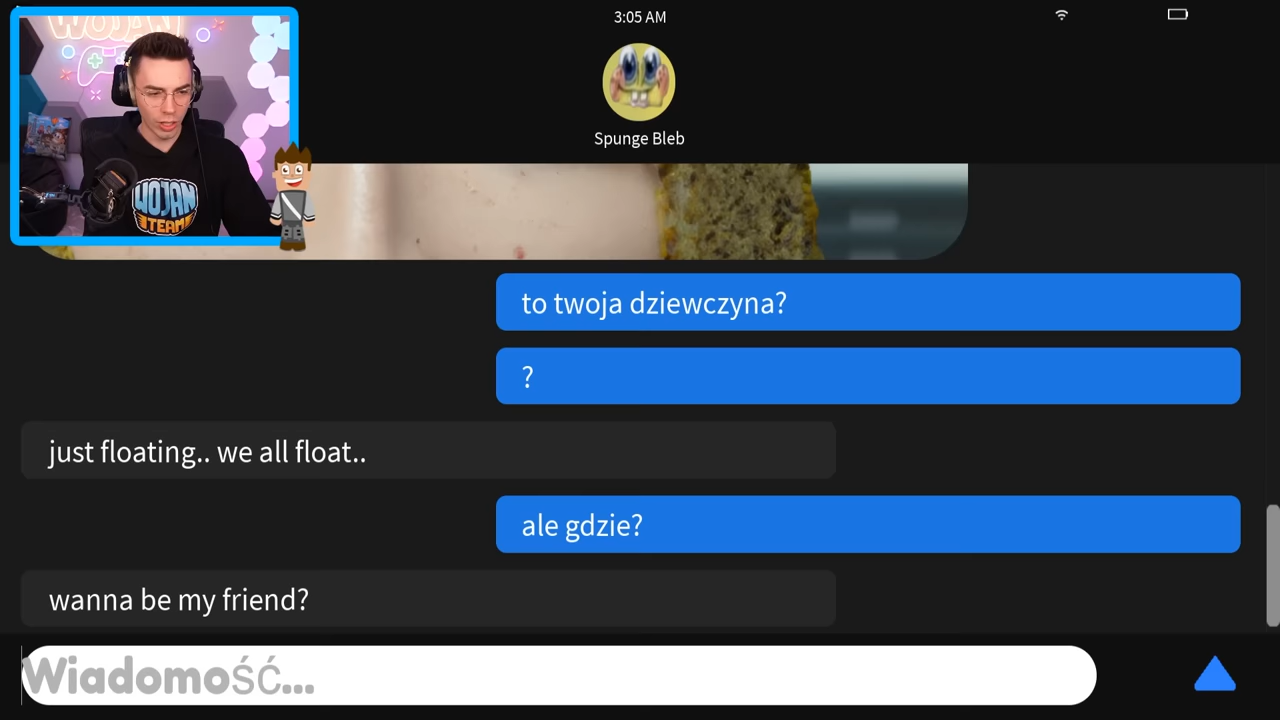 WOJAN
3:05 AM
WOJAN
TEAM
Spunge Bleb
to twoja dziewczyna?
?
just floating.. we all float..
ale gdzie?
wanna be my friend?
Wiadomość...